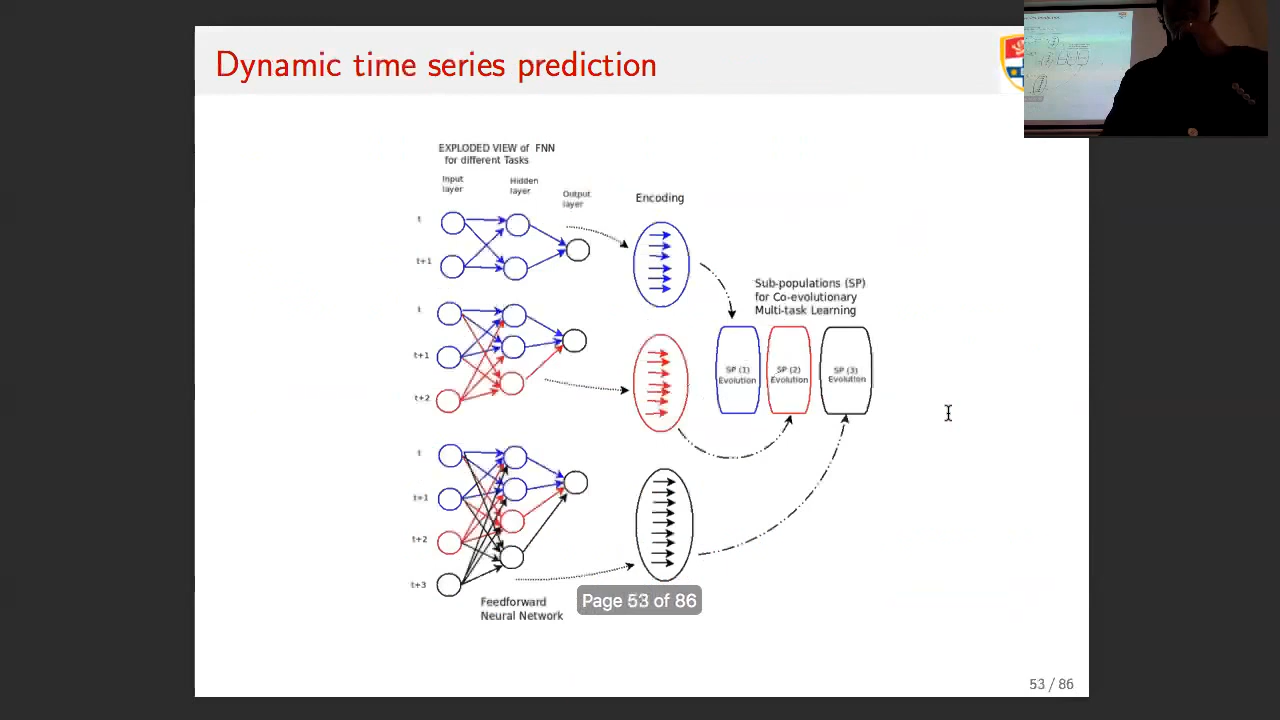 Dynamic time series prediction
EXPLODED VIEW of FNN
for different Tasks
Input
layer
Hidden
layer
Output
layer
Encoding
t
t+1
t
t+1
t+2
t
t+1
t+2
t+3
Sub-populations (SP)
for Co-evolutionary
Multi-task Learning
SP (1)
Evolution
SP (2)
Evolution
SP (3)
Evolution
Feedforward
Neural Network
Page 53 of 86
53 / 86